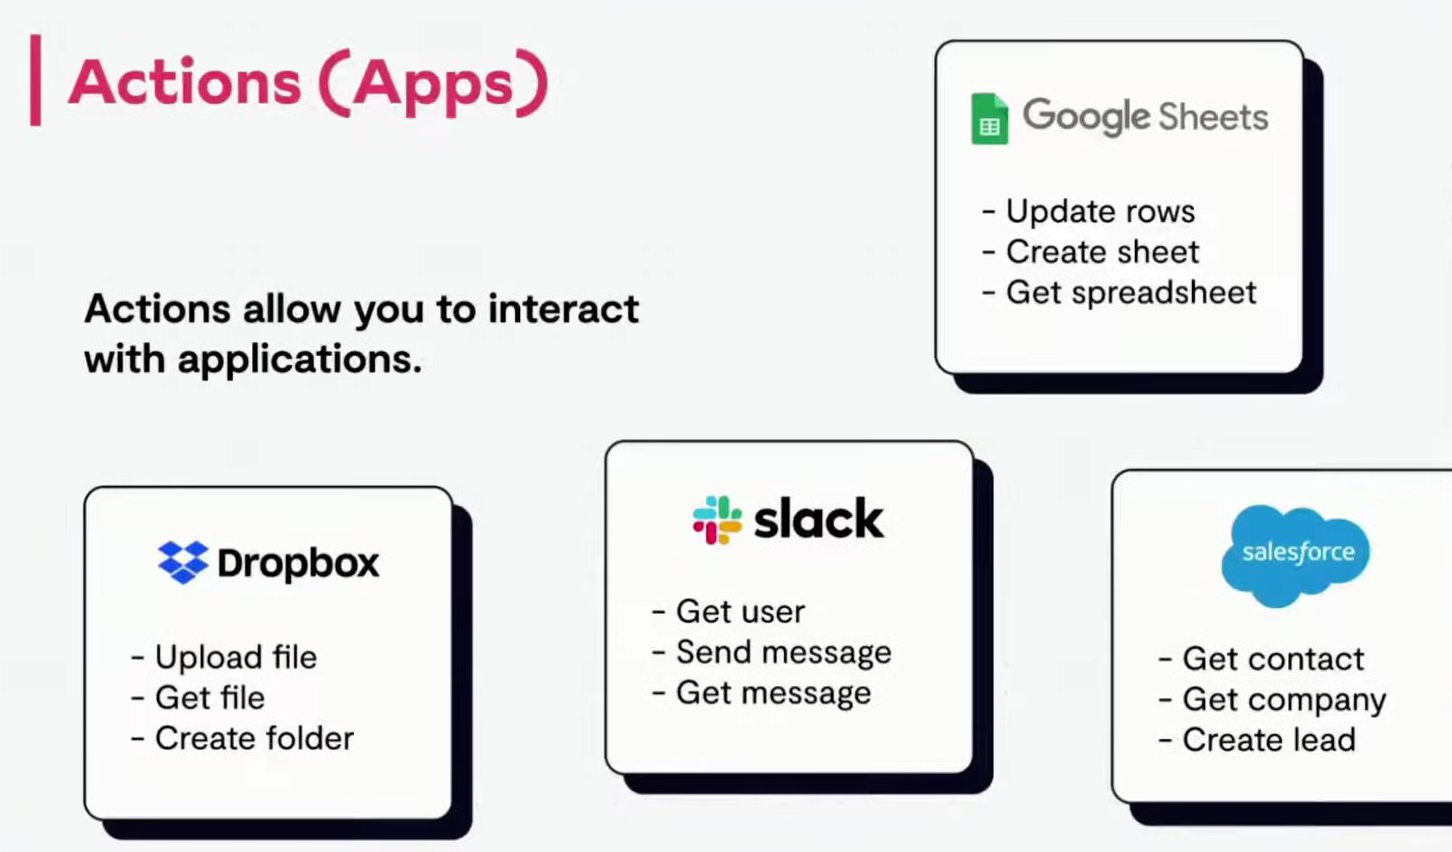 Actions (Apps)
Google Sheets
- Update rows
- Create sheet
- Get spreadsheet
Actions allow you to interact
with applications.
Dropbox
- Upload file
- Get file
- Create folder
slack
- Get user
- Send message
- Get message
salesforce
- Get contact
- Get company
- Create lead